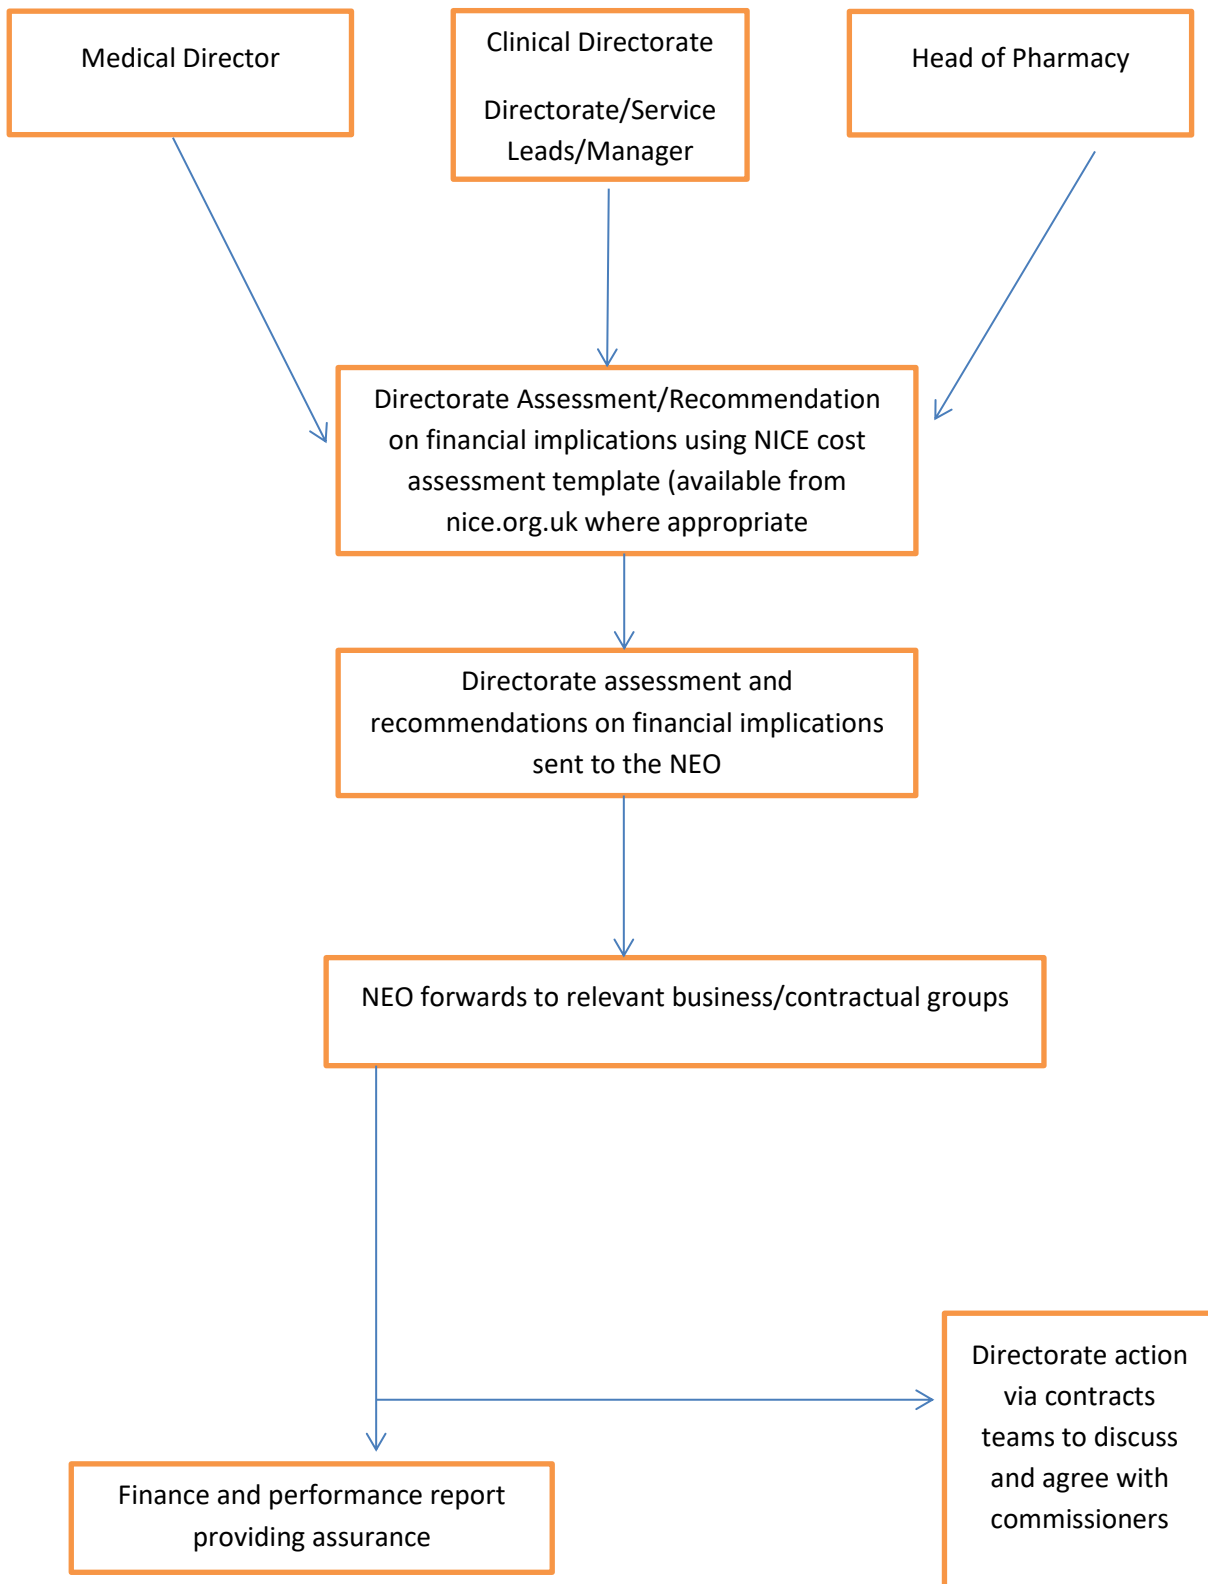 Medical Director
Clinical Directorate
Directorate/Service
Leads/Manager
Head of Pharmacy
Directorate Assessment/Recommendation
on financial implications using NICE cost
assessment template (available from
nice.org.uk where appropriate
Directorate assessment and
recommendations on financial implications
sent to the NEO
NEO forwards to relevant business/contractual groups
Directorate action
via contracts
teams to discuss
and agree with
commissioners
Finance and performance report
providing assurance